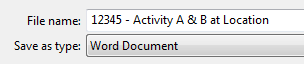 File name: 12345 - Activity A & B at Location
Save as type: Word Document